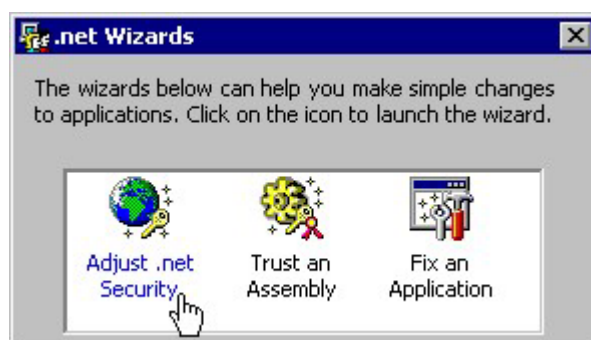 .net Wizards
The wizards below can help you make simple changes
to applications. Click on the icon to launch the wizard.
Adjust .net
Security
Trust an
Assembly
Fix an
Application